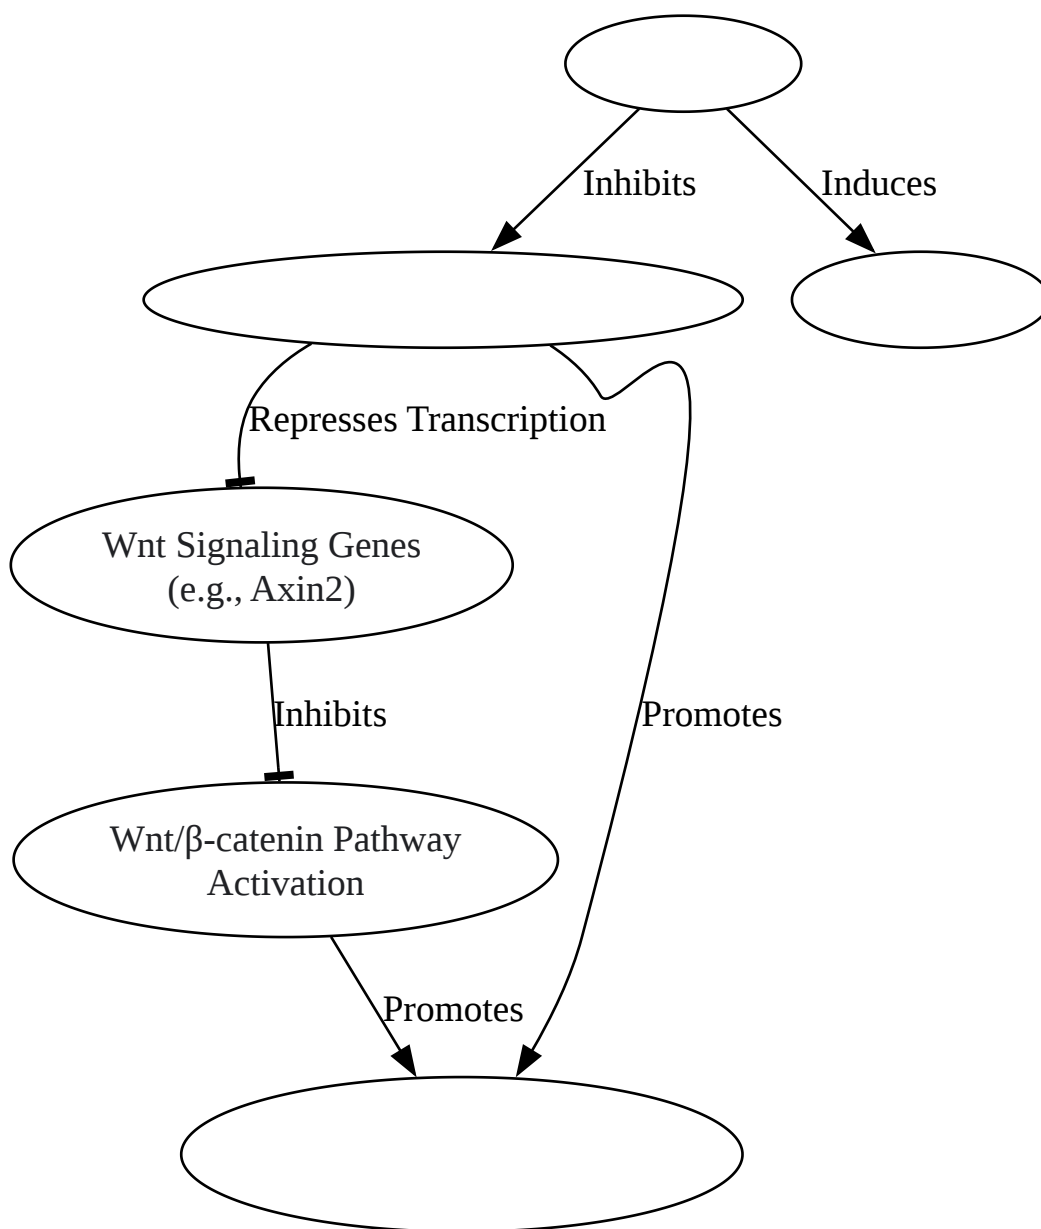 Inhibits
Induces
Represses Transcription
Wnt Signaling Genes
(e.g., Axin2)
Inhibits
Promotes
Wnt/β-catenin Pathway
Activation
Promotes